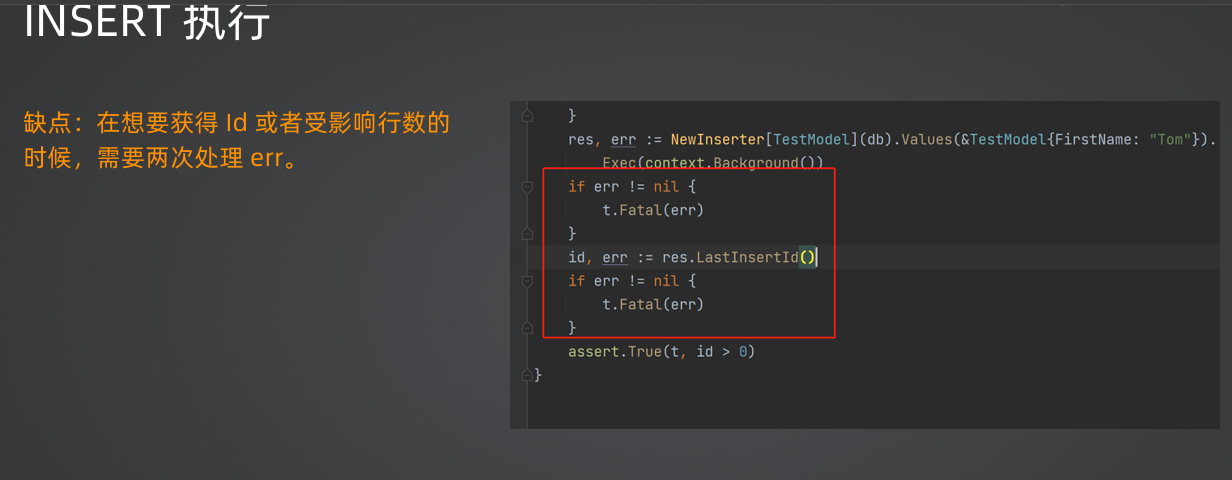 INSERT 执行
缺点：在想要获得 Id 或者受影响行数的
时候，需要两次处理 err。
}
res, err := NewInserter[TestModel](db).Values(&TestModel{FirstName: "Tom"}).
Exec(context.Background())
if err != nil {
t.Fatal(err)
}
id, err := res.LastInsertId()
if err != nil {
t.Fatal(err)
}
assert.True(t, id > 0)
}